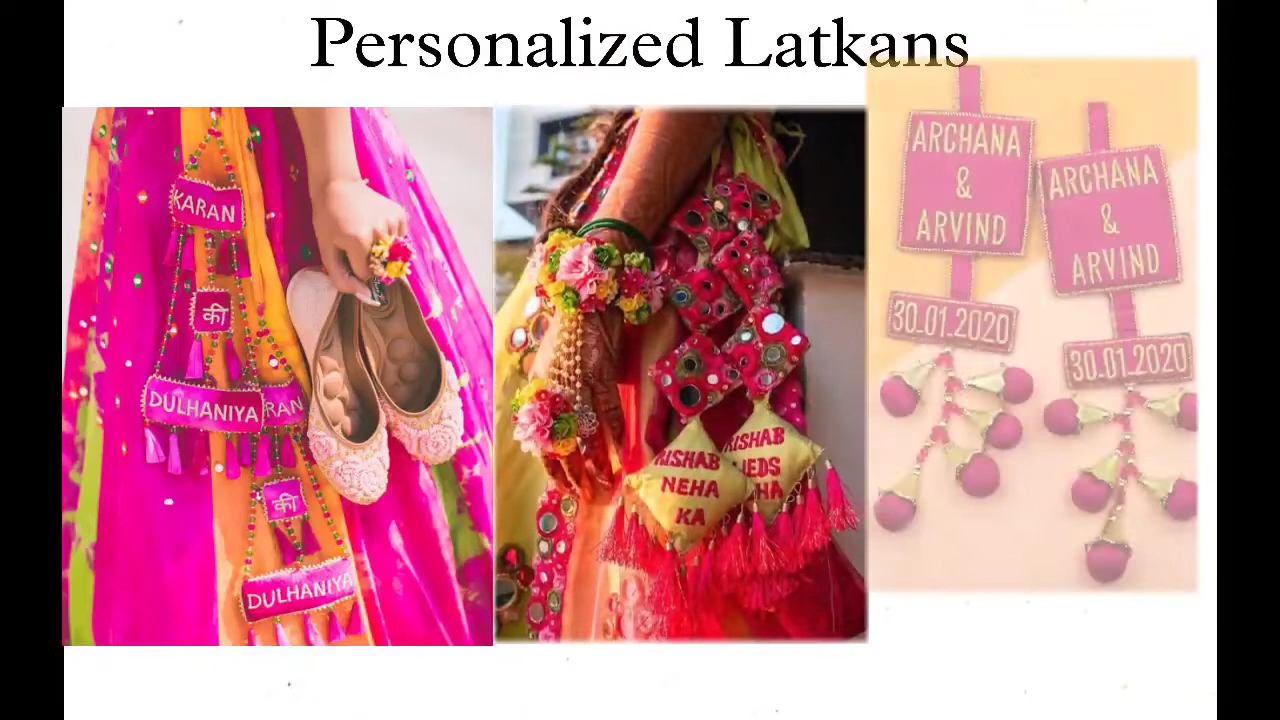 Personalized Latkans
KARAN
की
DULHANIYA
RAN
की
DULHANIYA
RISHAB
NEHA
KA
RISHAB
HA
ARCHANA
&
ARVIND
30.01.2020
ARCHANA
&
ARVIND
30.01.2020